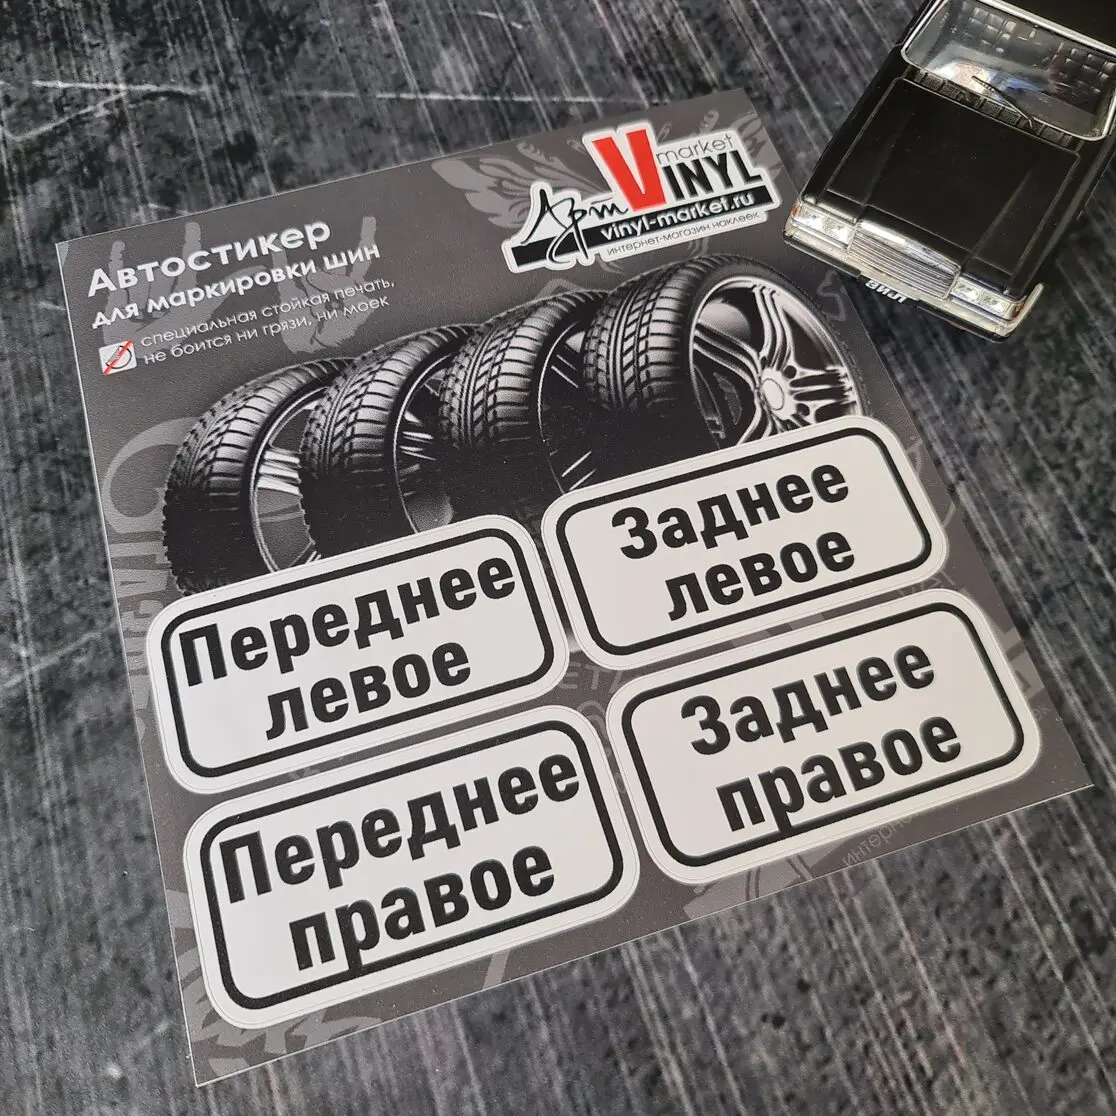 Автостикер
для маркировки шин
специальная стойкая печать,
не боится ни грязи, ни моек
market
VINYL
Арт
vinyl-market.ru
интернет-магазин наклеек
ЗИЛ
Заднее
левое
Переднее
левое
Заднее
правое
Переднее
правое